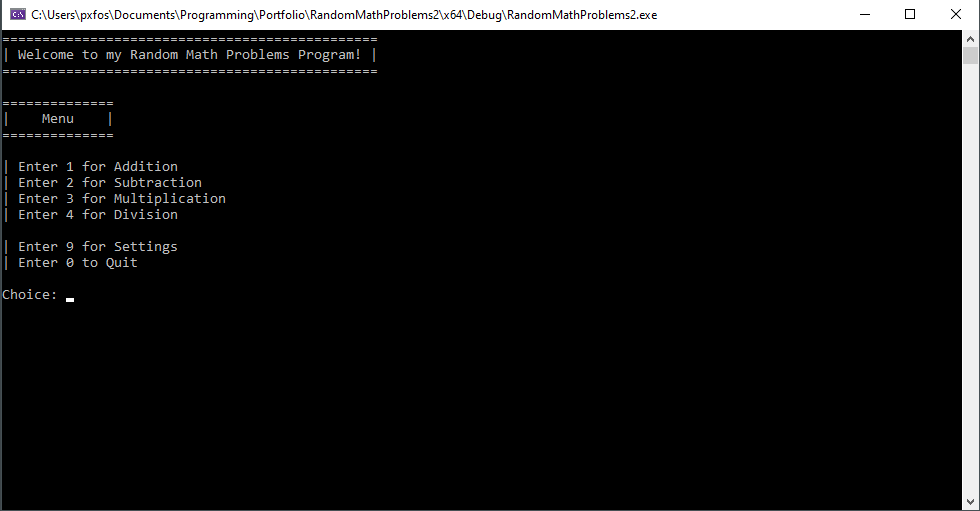 C:\Users\pxfos\Documents\Programming\Portfolio\RandomMathProblems2\x64\Debug\RandomMathProblems2.exe
===============================================
| Welcome to my Random Math Problems Program! |
===============================================
==============
|    Menu    |
==============
| Enter 1 for Addition
| Enter 2 for Subtraction
| Enter 3 for Multiplication
| Enter 4 for Division
| Enter 9 for Settings
| Enter 0 to Quit
Choice: